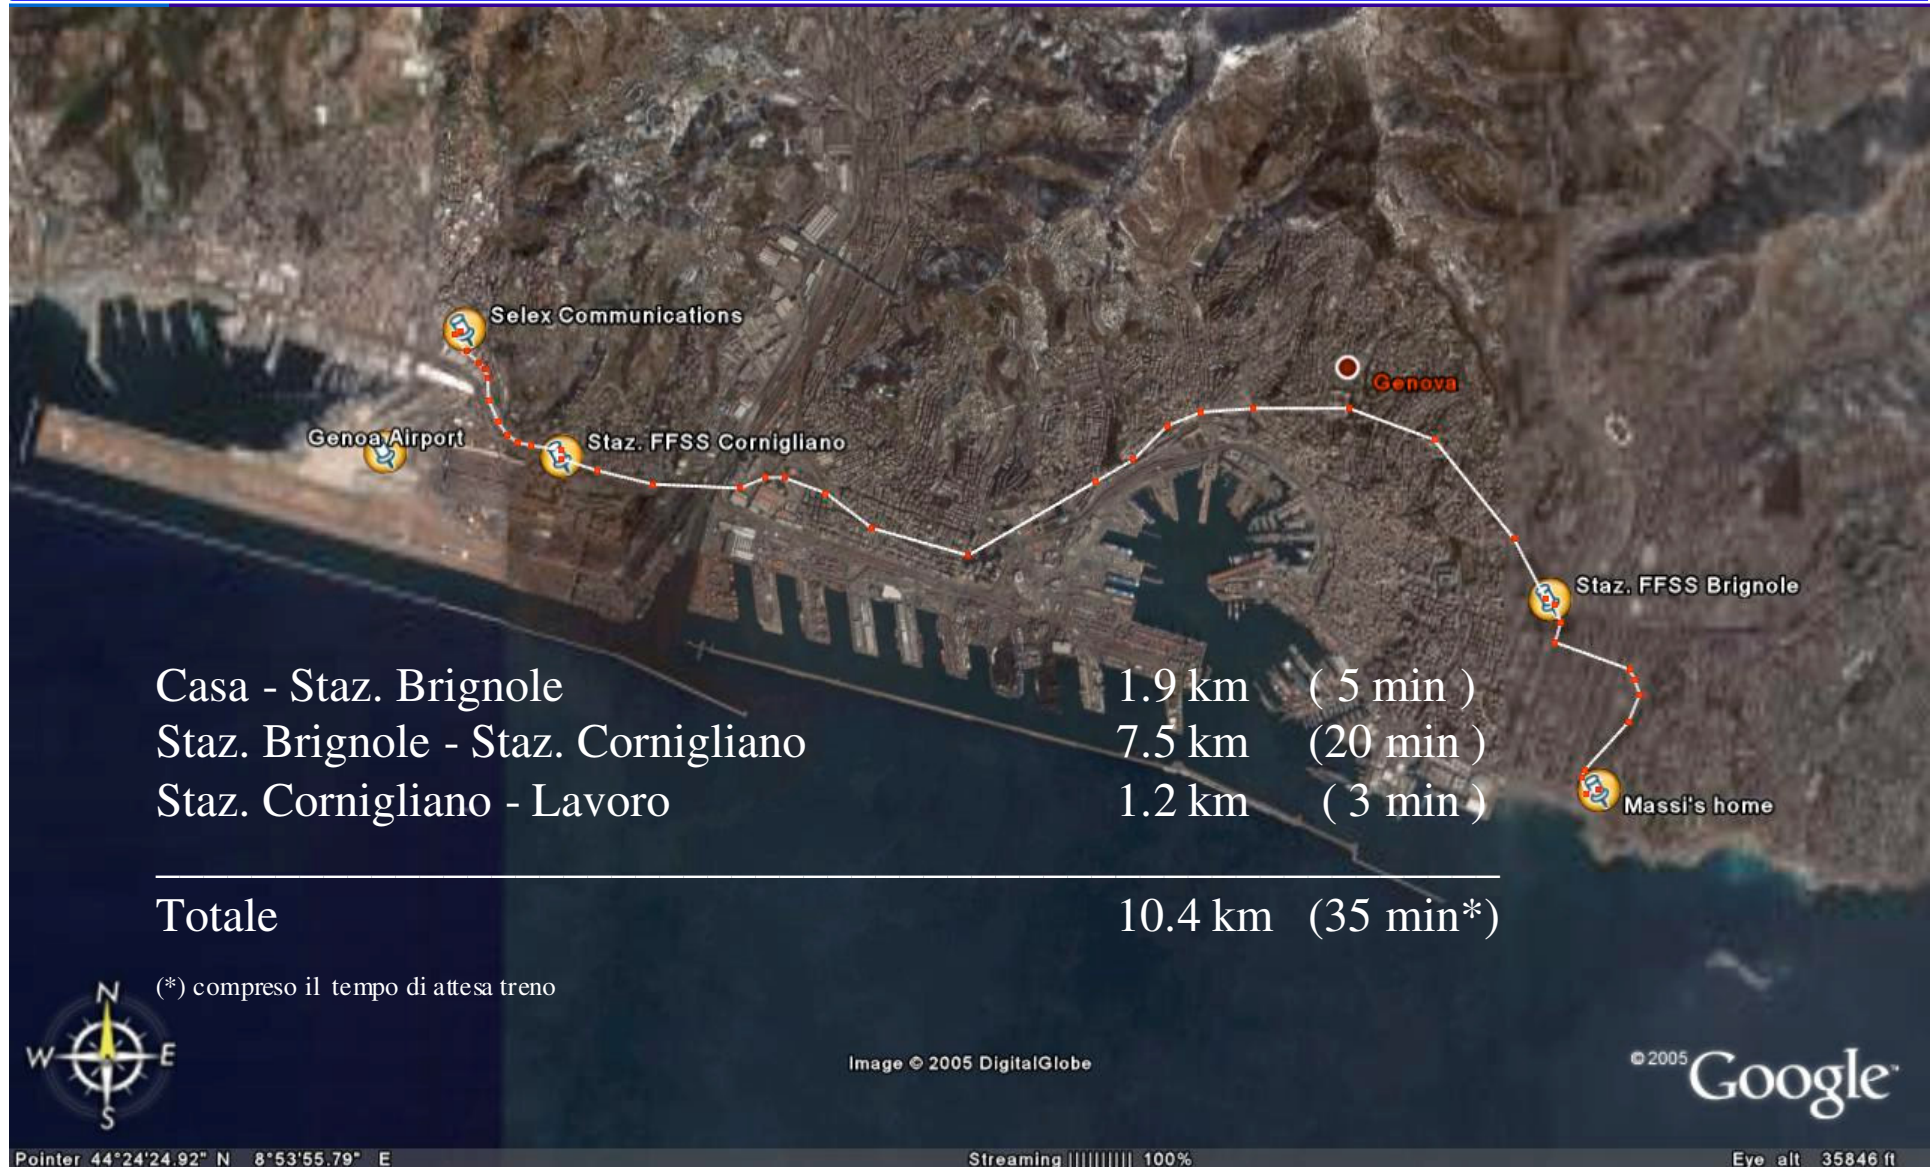 Selex Communications
Genova
Genoa Airport
Staz. FFSS Cornigliano
Staz. FFSS Brignole
Massi's home
Casa - Staz. Brignole 1.9 km ( 5 min )
Staz. Brignole - Staz. Cornigliano 7.5 km (20 min )
Staz. Cornigliano - Lavoro 1.2 km ( 3 min )
Totale 10.4 km (35 min*)
(*) compreso il tempo di attesa treno
N
W E
S
Image © 2005 DigitalGlobe
© 2005 Google™
Pointer 44°24'24.92" N 8°53'55.79" E Streaming |||||||||| 100% Eye alt 35846 ft